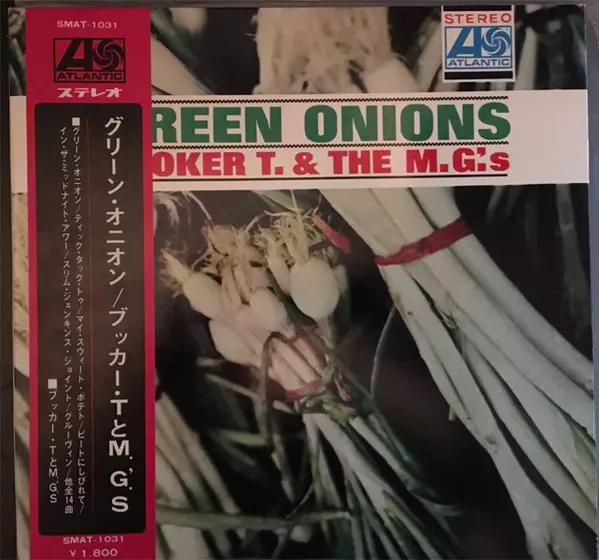 SMAT-1031
ATLANTIC
ステレオ
グリーン・オニオン/ブッカー・TとM.G.'S
■グリーン・オニオン/ティック・タック・トウ/マイ・スウィート・ポテト/ビートにしびれて/
イン・ザ・ミッドナイト・アワー/スリム・ジェンキンス・ジョイント/グルーヴィン/他全14曲
■ブッカー・TとM.G.'S
SMAT-1031
¥1,800
STEREO
ATLANTIC
REEN ONIONS
OKER T. & THE M.G.'s